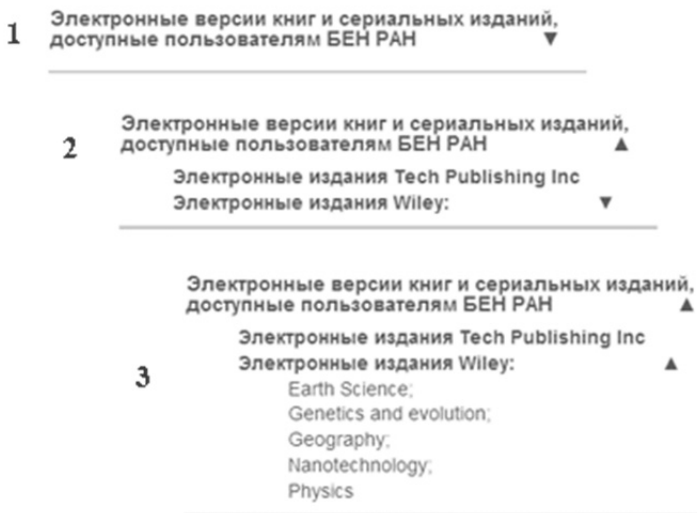 1
Электронные версии книг и сериальных изданий,
доступные пользователям БЕН РАН ▼
2
Электронные версии книг и сериальных изданий,
доступные пользователям БЕН РАН ▲
Электронные издания Tech Publishing Inc
Электронные издания Wiley: ▼
3
Электронные версии книг и сериальных изданий,
доступные пользователям БЕН РАН ▲
Электронные издания Tech Publishing Inc
Электронные издания Wiley: ▲
Earth Science;
Genetics and evolution;
Geography;
Nanotechnology;
Physics